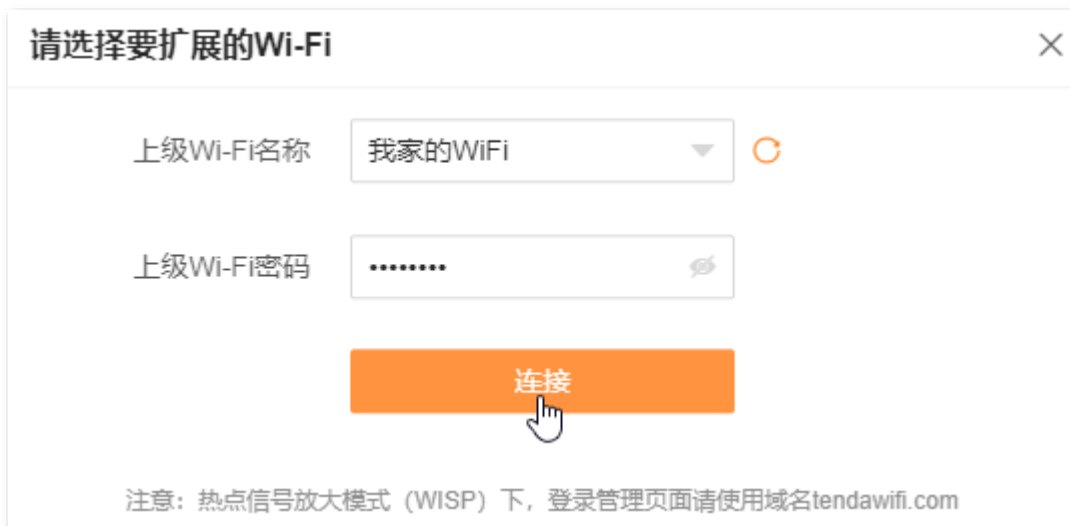 请选择要扩展的Wi-Fi
上级Wi-Fi名称 我家的WiFi
上级Wi-Fi密码 ••••••••
连接
注意：热点信号放大模式（WISP）下，登录管理页面请使用域名tendawifi.com